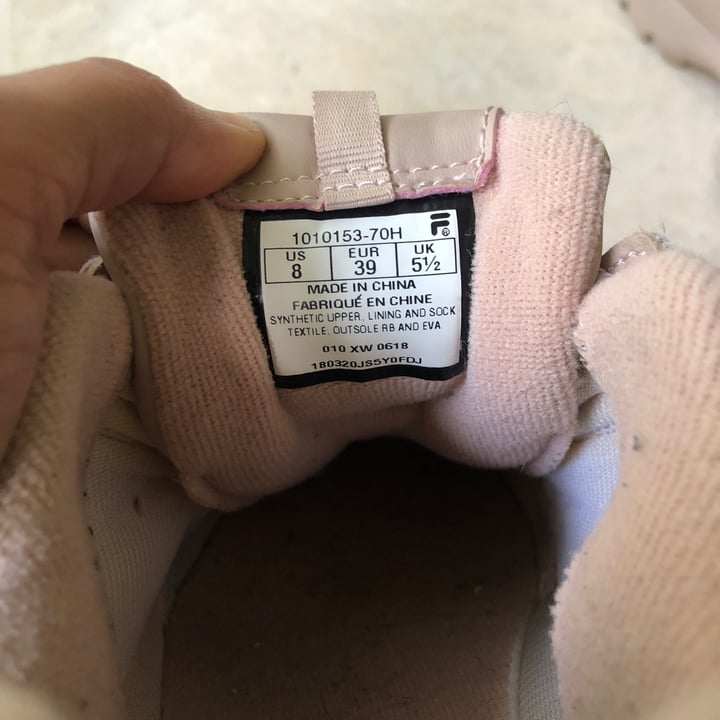 1010153-70H
US EUR UK
8 39 5½
MADE IN CHINA
FABRIQUÉ EN CHINE
SYNTHETIC UPPER, LINING AND SOCK
TEXTILE. OUTSOLE RB AND EVA
010 XW 0618
180320JS5Y0FDJ